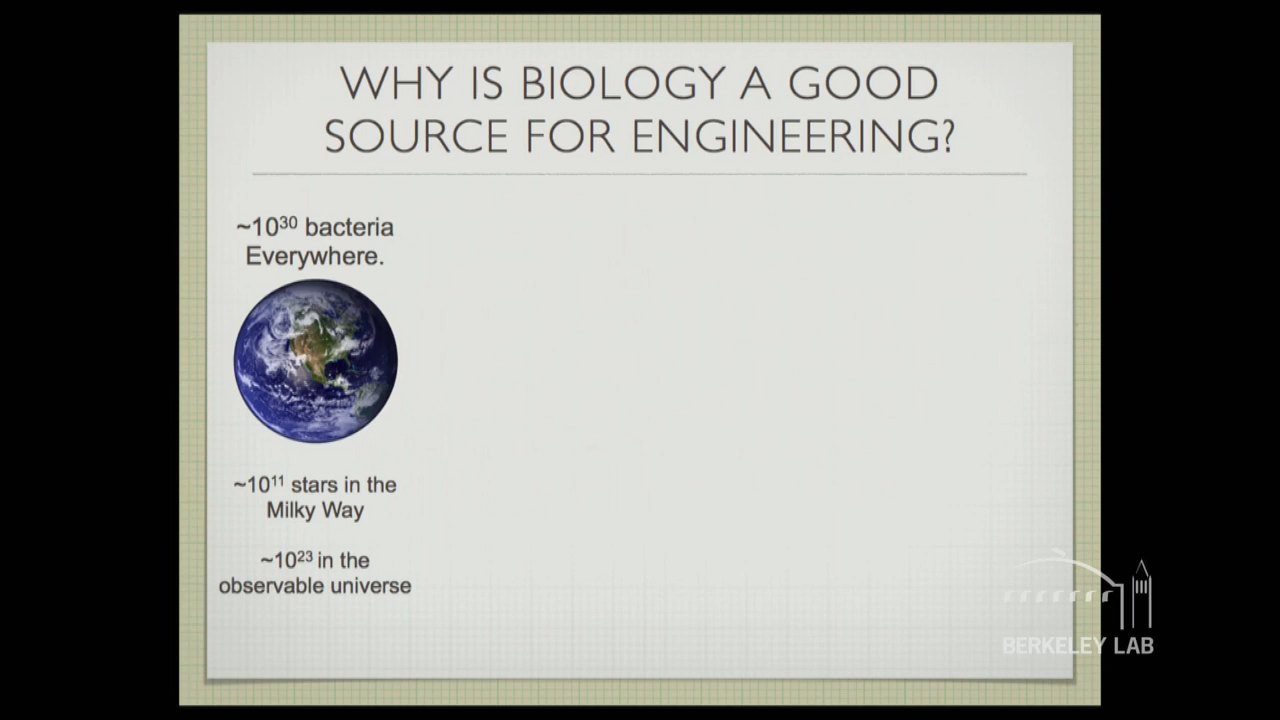 WHY IS BIOLOGY A GOOD
SOURCE FOR ENGINEERING?
~10³⁰ bacteria
Everywhere.
~10¹¹ stars in the
Milky Way
~10²³ in the
observable universe
BERKELEY LAB